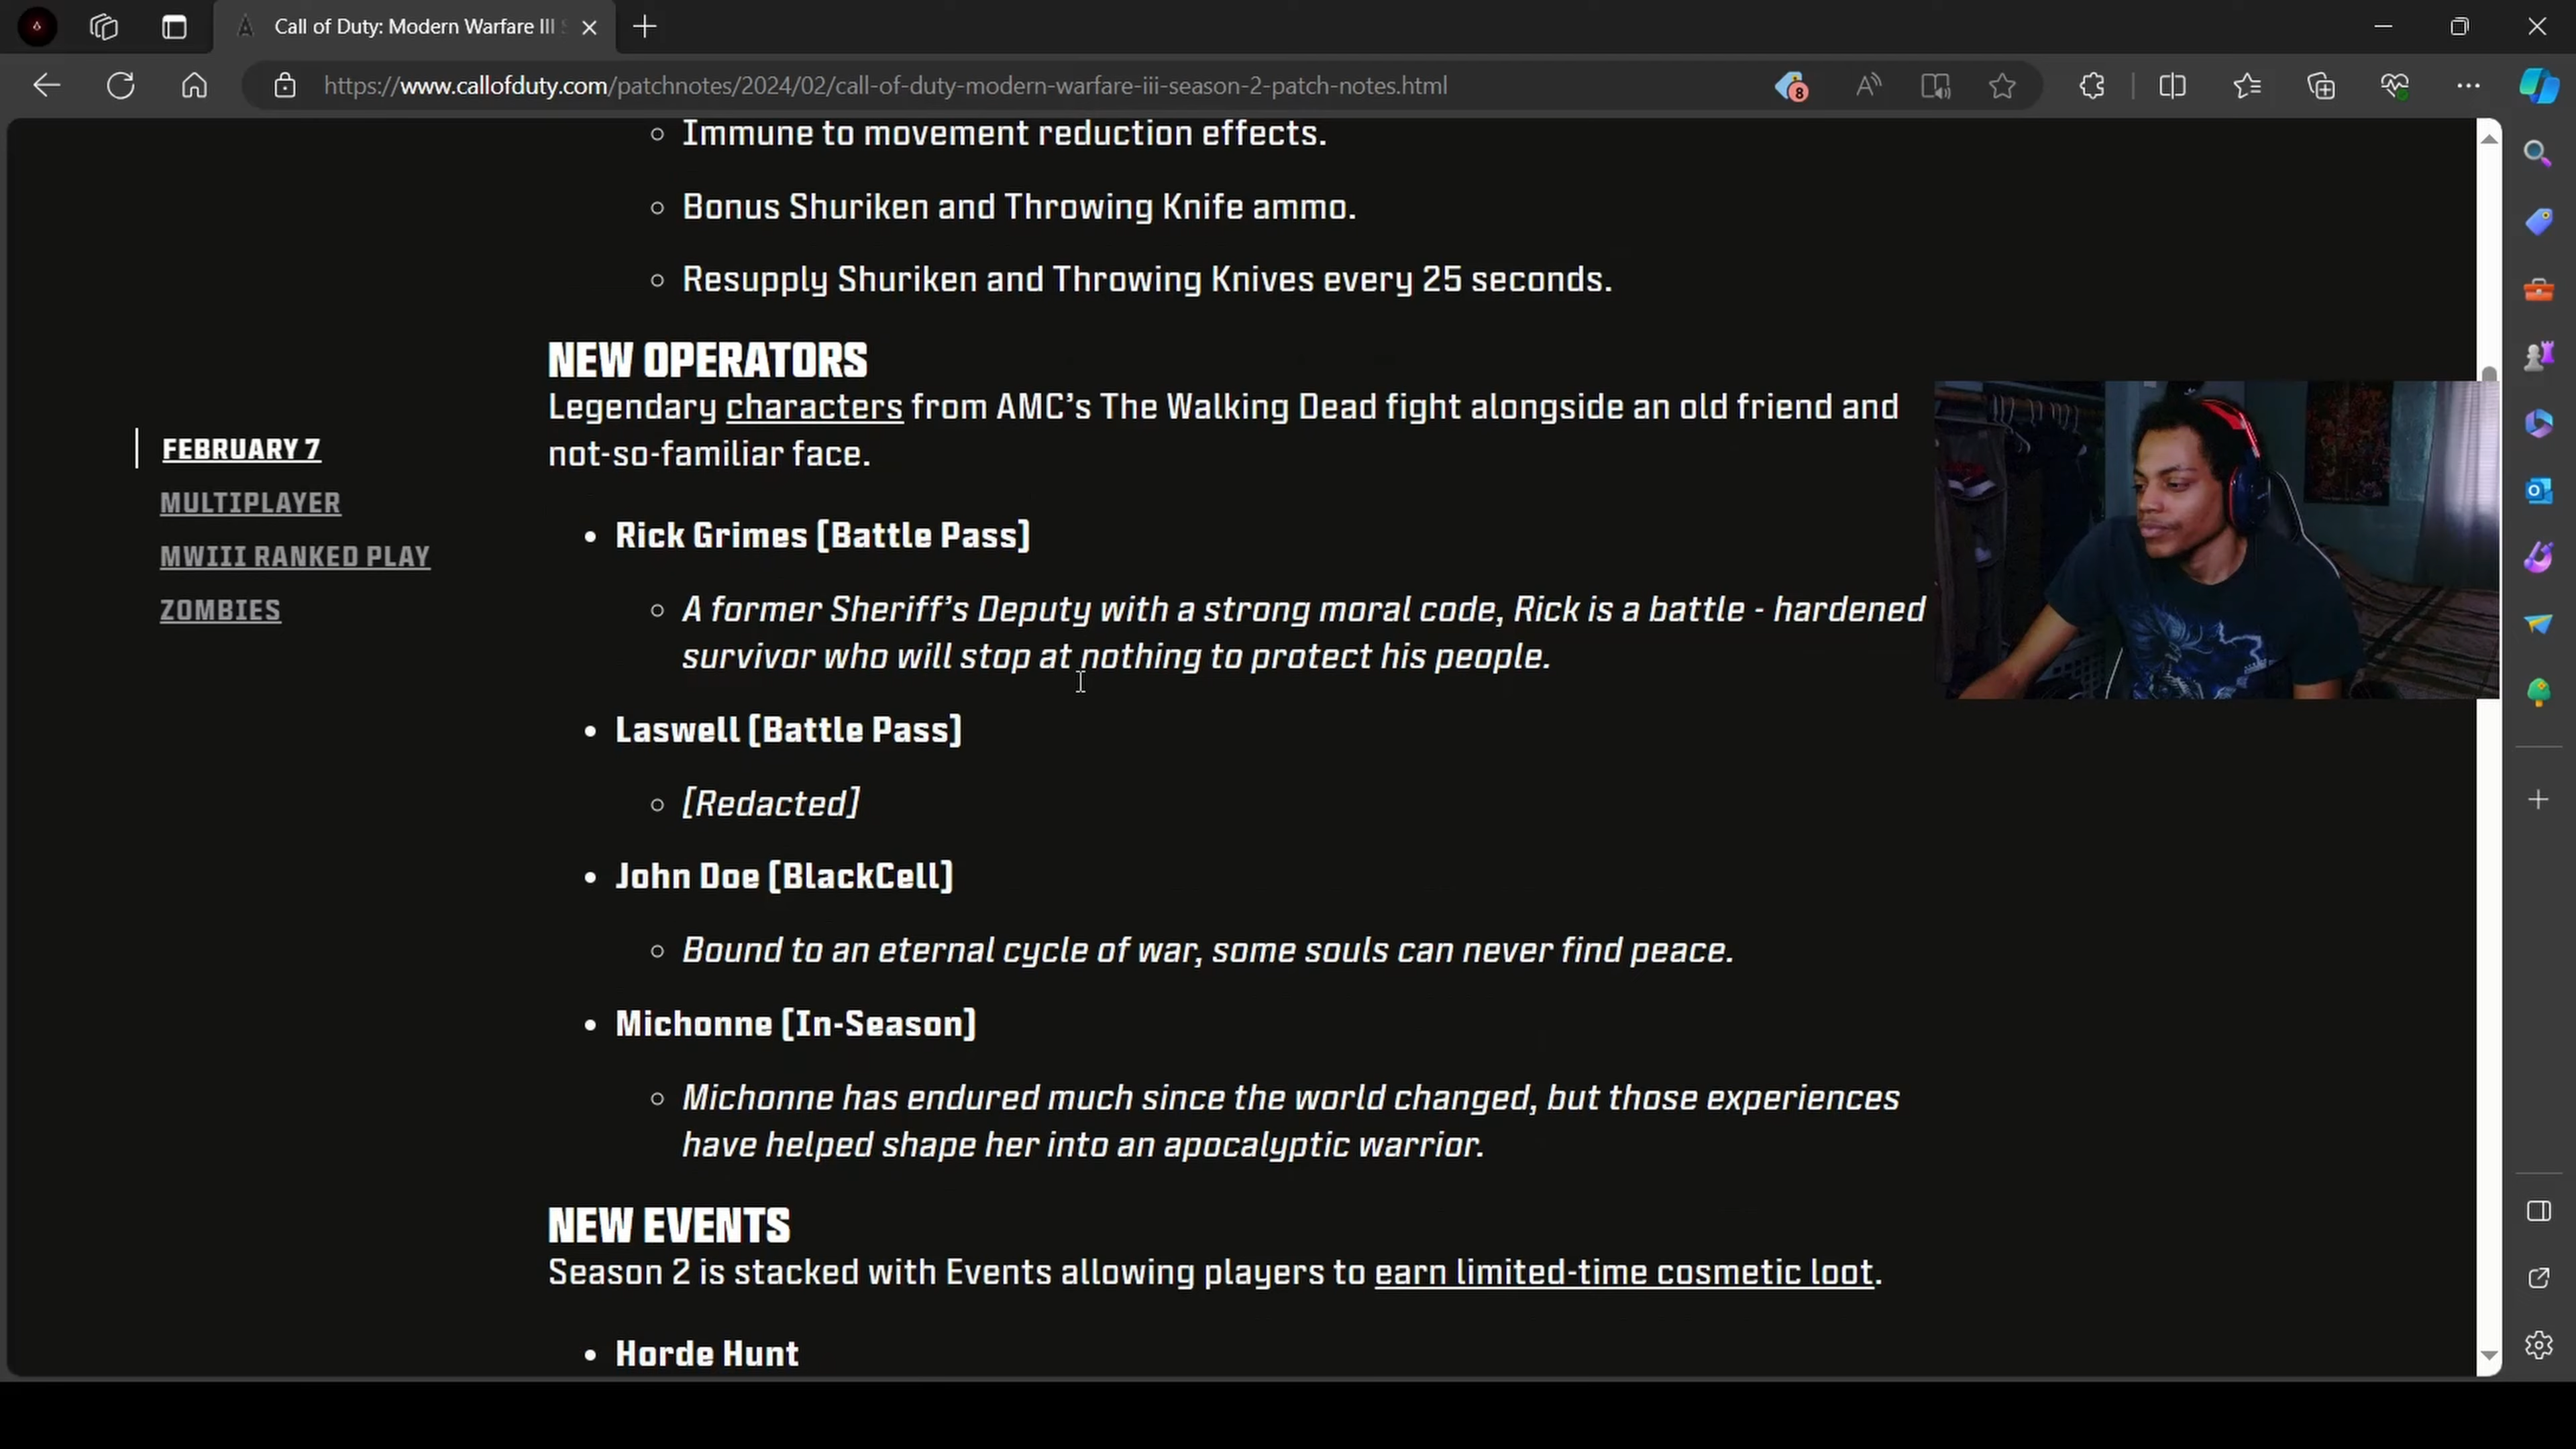 Call of Duty: Modern Warfare III
https://www.callofduty.com/patchnotes/2024/02/call-of-duty-modern-warfare-iii-season-2-patch-notes.html
8
Immune to movement reduction effects.
Bonus Shuriken and Throwing Knife ammo.
Resupply Shuriken and Throwing Knives every 25 seconds.
NEW OPERATORS
Legendary characters from AMC's The Walking Dead fight alongside an old friend and
not-so-familiar face.
FEBRUARY 7
MULTIPLAYER
MWIII RANKED PLAY
ZOMBIES
Rick Grimes [Battle Pass]
A former Sheriff's Deputy with a strong moral code, Rick is a battle - hardened
survivor who will stop at nothing to protect his people.
Laswell [Battle Pass]
[Redacted]
John Doe [BlackCell]
Bound to an eternal cycle of war, some souls can never find peace.
Michonne [In-Season]
Michonne has endured much since the world changed, but those experiences
have helped shape her into an apocalyptic warrior.
NEW EVENTS
Season 2 is stacked with Events allowing players to earn limited-time cosmetic loot.
Horde Hunt